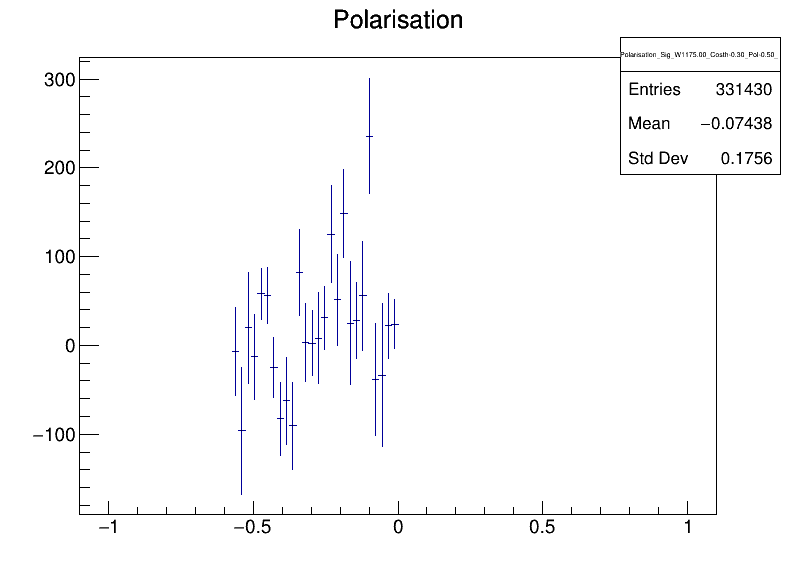 Polarisation
Polarisation_Sig_W1175.00_Costh-0.30_Pol-0.50_
Entries 331430
Mean −0.07438
Std Dev 0.1756
300
200
100
0
−100
−1 −0.5 0 0.5 1